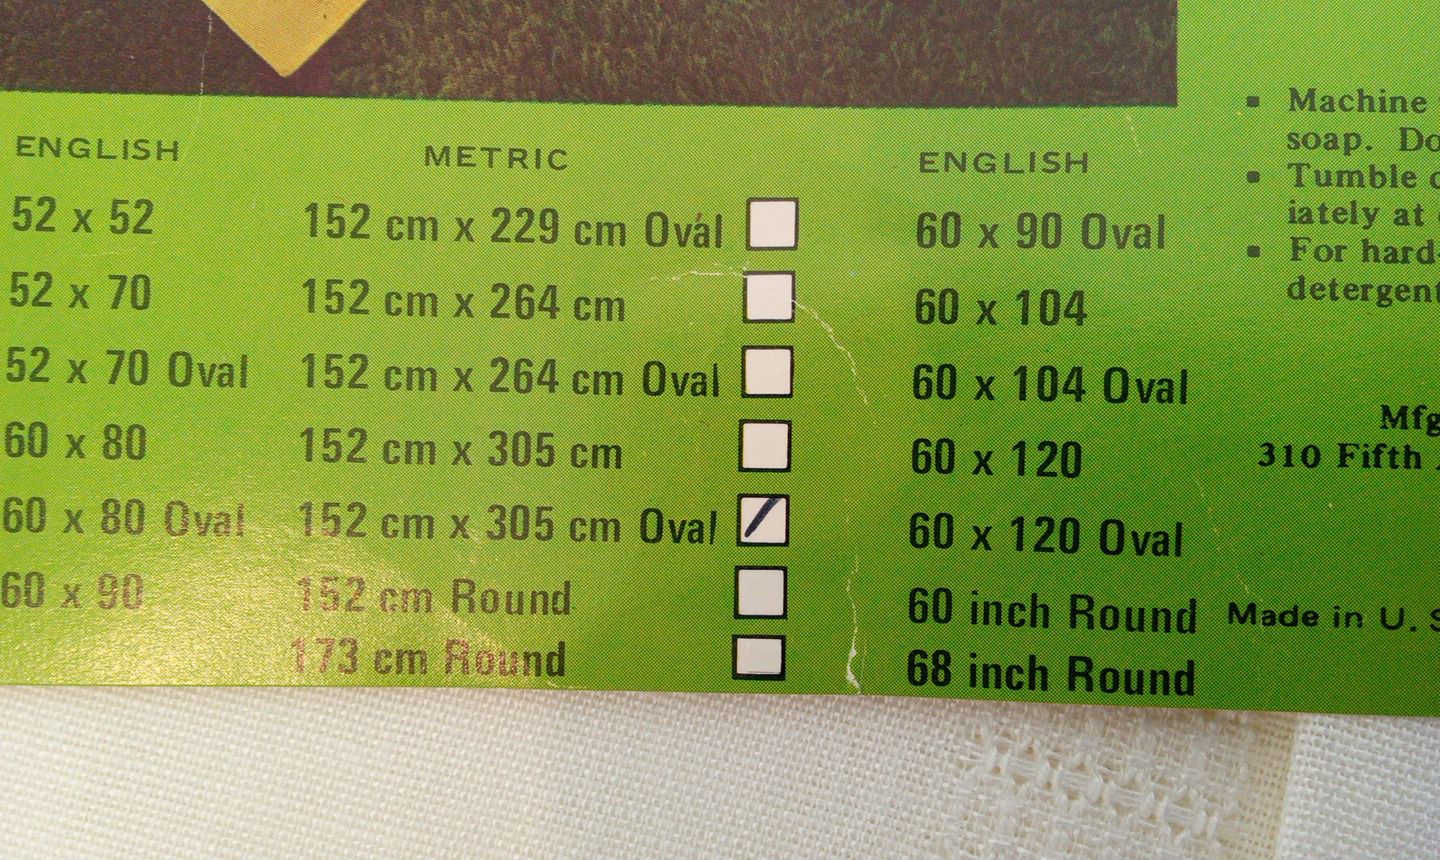 ENGLISH METRIC ENGLISH
52 x 52 152 cm x 229 cm Oval 60 x 90 Oval
52 x 70 152 cm x 264 cm 60 x 104
52 x 70 Oval 152 cm x 264 cm Oval 60 x 104 Oval
60 x 80 152 cm x 305 cm 60 x 120
60 x 80 Oval 152 cm x 305 cm Oval 60 x 120 Oval
60 x 90 152 cm Round 60 inch Round
173 cm Round 68 inch Round
▪ Machine
soap. Do
▪ Tumble
iately at
▪ For hard-
detergent
Mfg
310 Fifth
Made in U. S